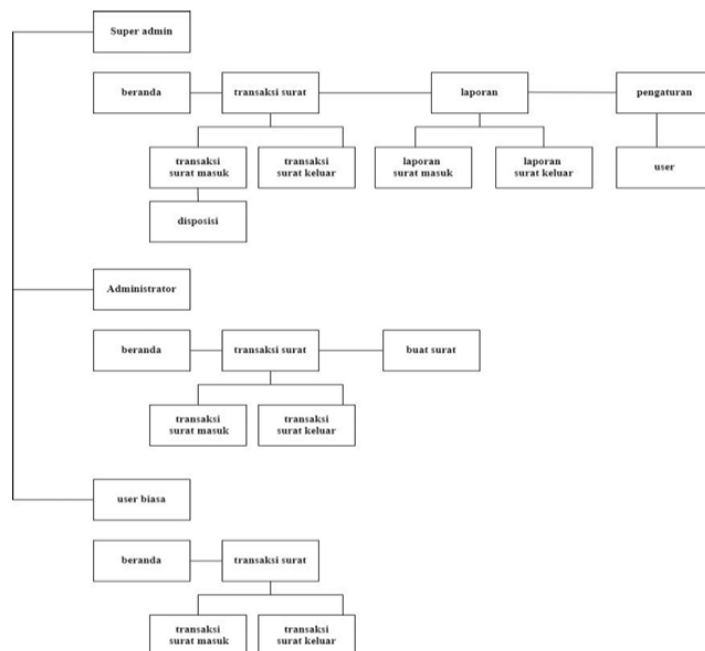 Super admin
beranda
transaksi surat
laporan
pengaturan
transaksi
surat masuk
transaksi
surat keluar
laporan
surat masuk
laporan
surat keluar
user
disposisi
Administrator
beranda
transaksi surat
buat surat
transaksi
surat masuk
transaksi
surat keluar
user biasa
beranda
transaksi surat
transaksi
surat masuk
transaksi
surat keluar